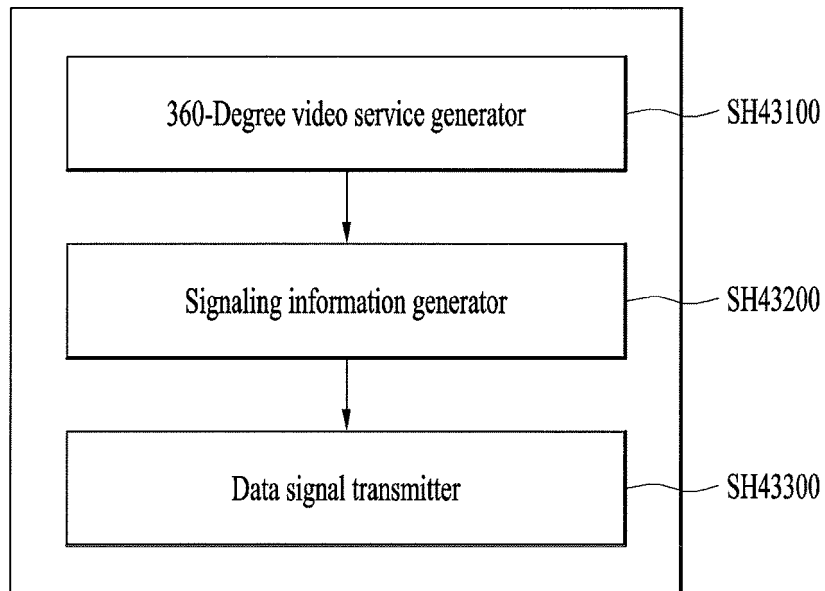 360-Degree video service generator
SH43100
Signaling information generator
SH43200
Data signal transmitter
SH43300